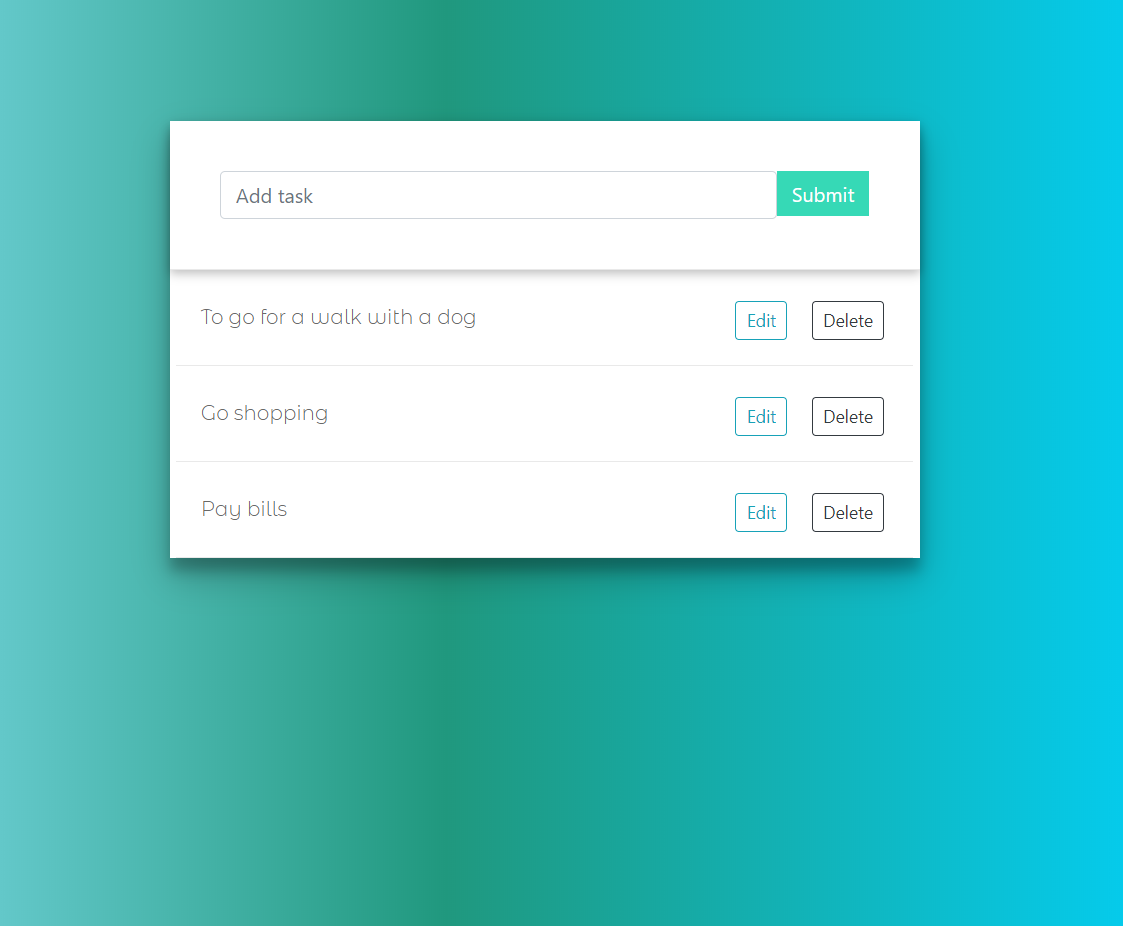 Add task Submit
To go for a walk with a dog Edit Delete
Go shopping Edit Delete
Pay bills Edit Delete